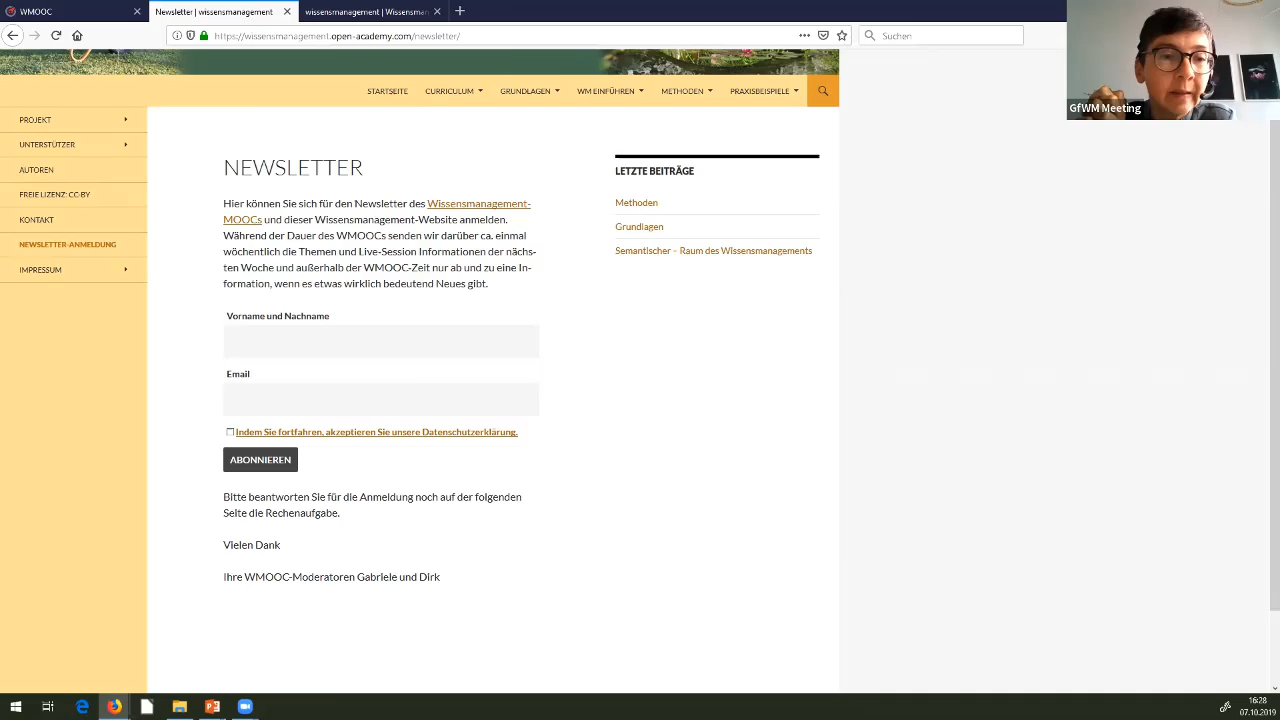 WMOOC
Newsletter | wissensmanagement
wissensmanagement | Wissensman
https://wissensmanagement.open-academy.com/newsletter/
Suchen
GfWM Meeting
STARTSEITE
CURRICULUM
GRUNDLAGEN
WM EINFÜHREN
METHODEN
PRAXISBEISPIELE
PROJEKT
UNTERSTÜTZER
AUTOREN
FREIE LIZENZ: CC-BY
KONTAKT
NEWSLETTER-ANMELDUNG
IMPRESSUM
NEWSLETTER
Hier können Sie sich für den Newsletter des Wissensmanagement-
MOOCs und dieser Wissensmanagement-Website anmelden.
Während der Dauer des WMOOCs senden wir darüber ca. einmal
wöchentlich die Themen und Live-Session Informationen der nächs-
ten Woche und außerhalb der WMOOC-Zeit nur ab und zu eine In-
formation, wenn es etwas wirklich bedeutend Neues gibt.
Vorname und Nachname
Email
Indem Sie fortfahren, akzeptieren Sie unsere Datenschutzerklärung.
ABONNIEREN
Bitte beantworten Sie für die Anmeldung noch auf der folgenden
Seite die Rechenaufgabe.
Vielen Dank
Ihre WMOOC-Moderatoren Gabriele und Dirk
LETZTE BEITRÄGE
Methoden
Grundlagen
Semantischer – Raum des Wissensmanagements
16:28
07.10.2019